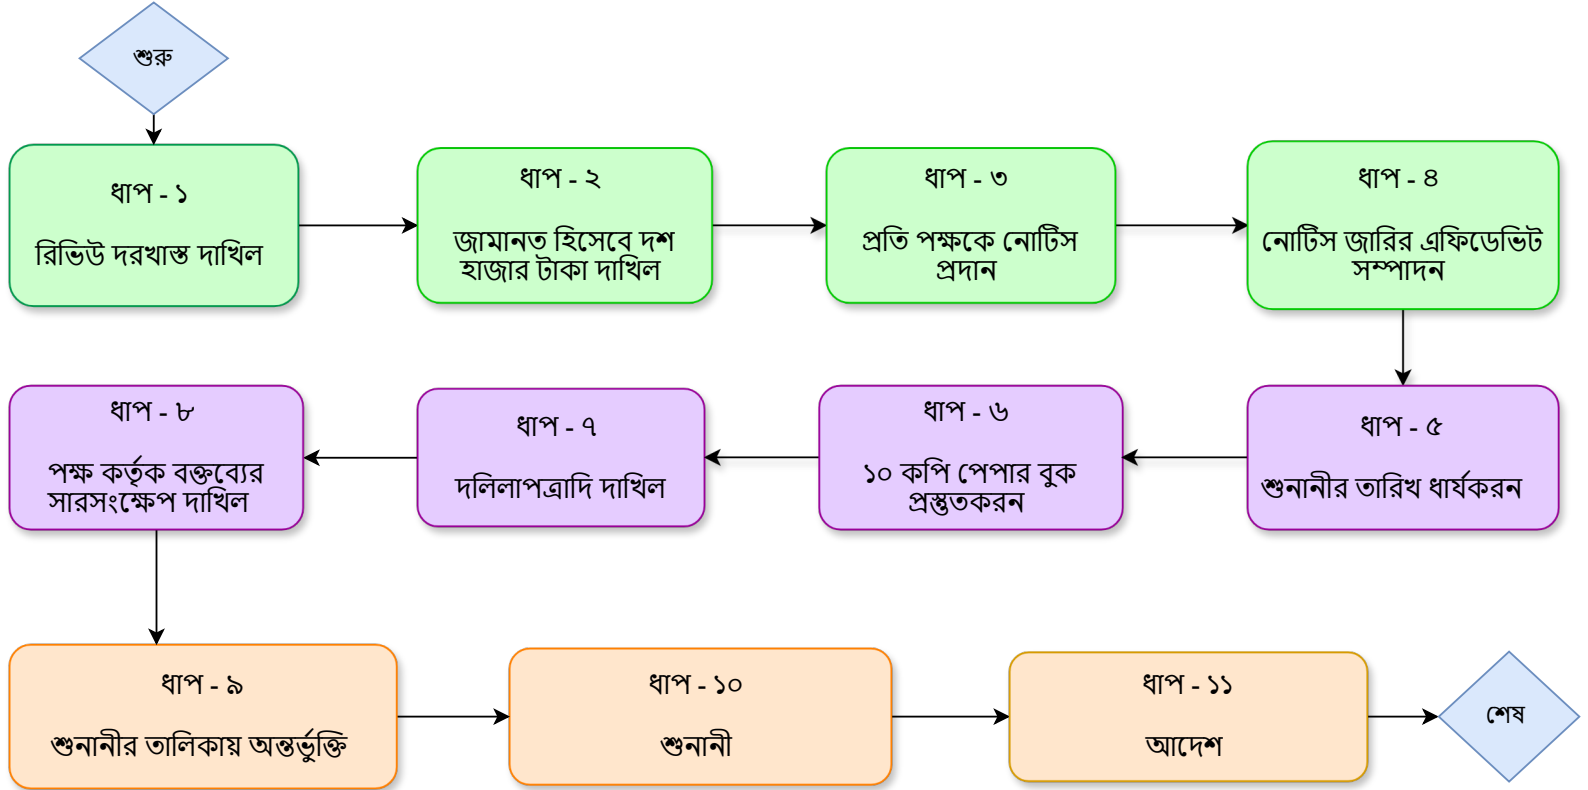 শুরু
ধাপ - ১
রিভিউ দরখাস্ত দাখিল
ধাপ - ২
জামানত হিসেবে দশ
হাজার টাকা দাখিল
ধাপ - ৩
প্রতি পক্ষকে নোটিস
প্রদান
ধাপ - ৪
নোটিস জারির এফিডেভিট
সম্পাদন
ধাপ - ৫
শুনানীর তারিখ ধার্যকরন
ধাপ - ৬
১০ কপি পেপার বুক
প্রস্তুতকরন
ধাপ - ৭
দলিলাপত্রাদি দাখিল
ধাপ - ৮
পক্ষ কর্তৃক বক্তব্যের
সারসংক্ষেপ দাখিল
ধাপ - ৯
শুনানীর তালিকায় অন্তর্ভুক্তি
ধাপ - ১০
শুনানী
ধাপ - ১১
আদেশ
শেষ